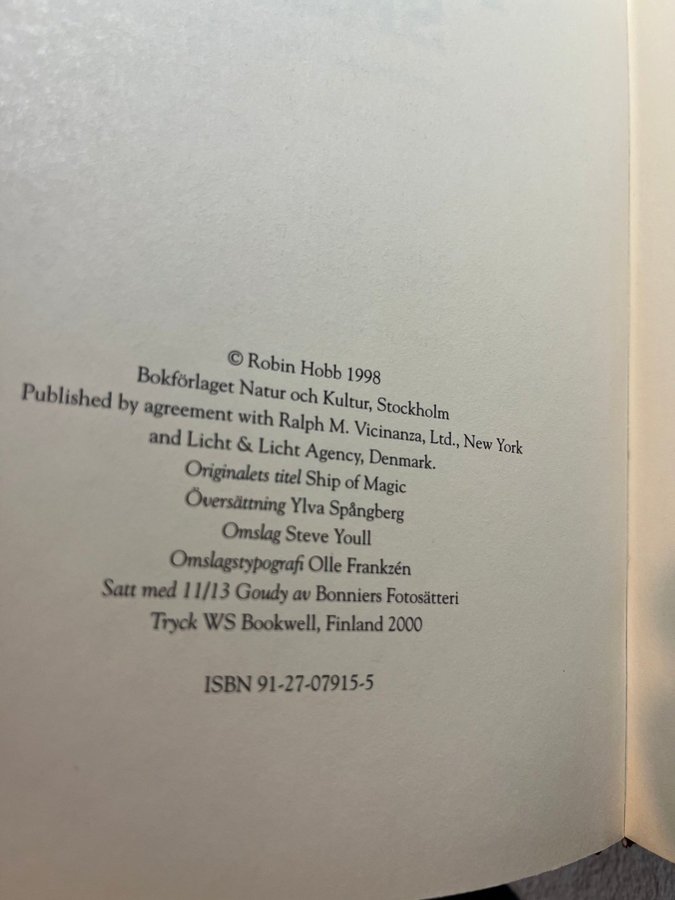 © Robin Hobb 1998
Bokförlaget Natur och Kultur, Stockholm
Published by agreement with Ralph M. Vicinanza, Ltd., New York
and Licht & Licht Agency, Denmark.
Originalets titel Ship of Magic
Översättning Ylva Spångberg
Omslag Steve Youll
Omslagstypografi Olle Frankzén
Satt med 11/13 Goudy av Bonniers Fotosätteri
Tryck WS Bookwell, Finland 2000
ISBN 91-27-07915-5